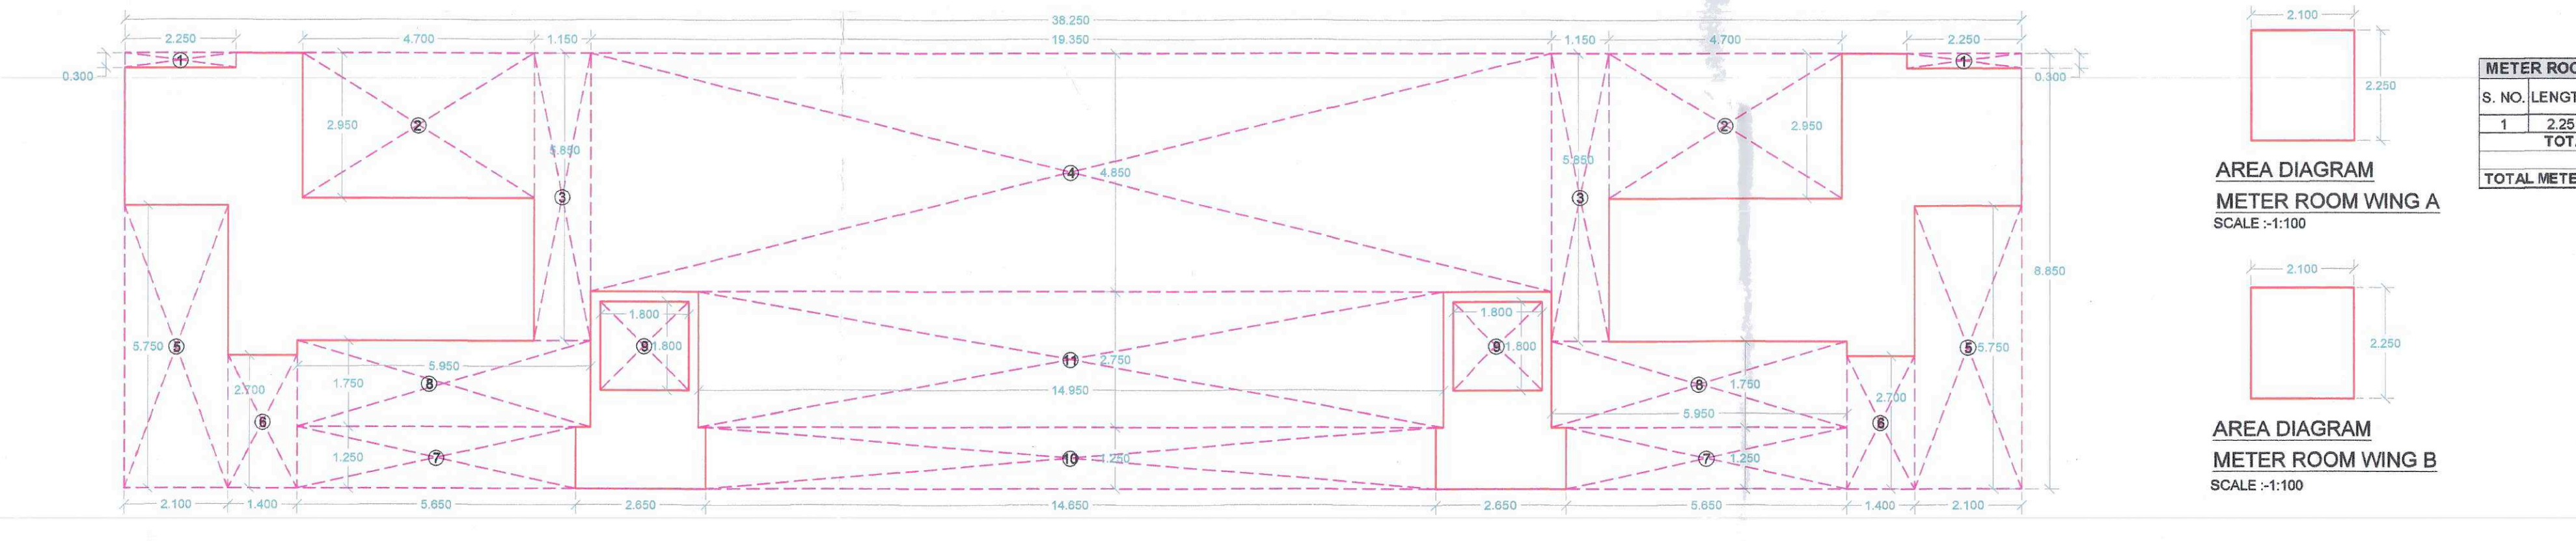 38.250
2.250 4.700 1.150 19.350 1.150 4.700 2.250
0.300 1 1 0.300
2.950 2 5.850 3 4 4.850 5.850 3 2 2.950
8.850
5.750 5 5 5.750
1.800 9 1.800 11 2.750 1.800 9 1.800
5.950 8 1.750 14.950 8 1.750 5.950
2.700 6 2.700 6
1.250 7 10 1.250 7 1.250
2.100 1.400 5.650 2.650 14.650 2.650 5.650 1.400 2.100
2.100
2.250
AREA DIAGRAM
METER ROOM WING A
SCALE :-1:100
2.100
2.250
AREA DIAGRAM
METER ROOM WING B
SCALE :-1:100
METER ROO
S. NO. LENGT
1 2.25
TOT
TOTAL METE